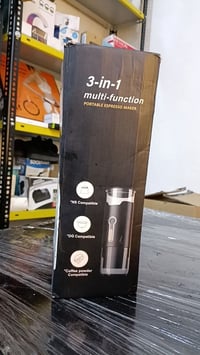 3-in-1
multi-function
PORTABLE ESPRESSO MAKER
*NS Compatible
*DG Compatible
*Coffee powder
Compatible